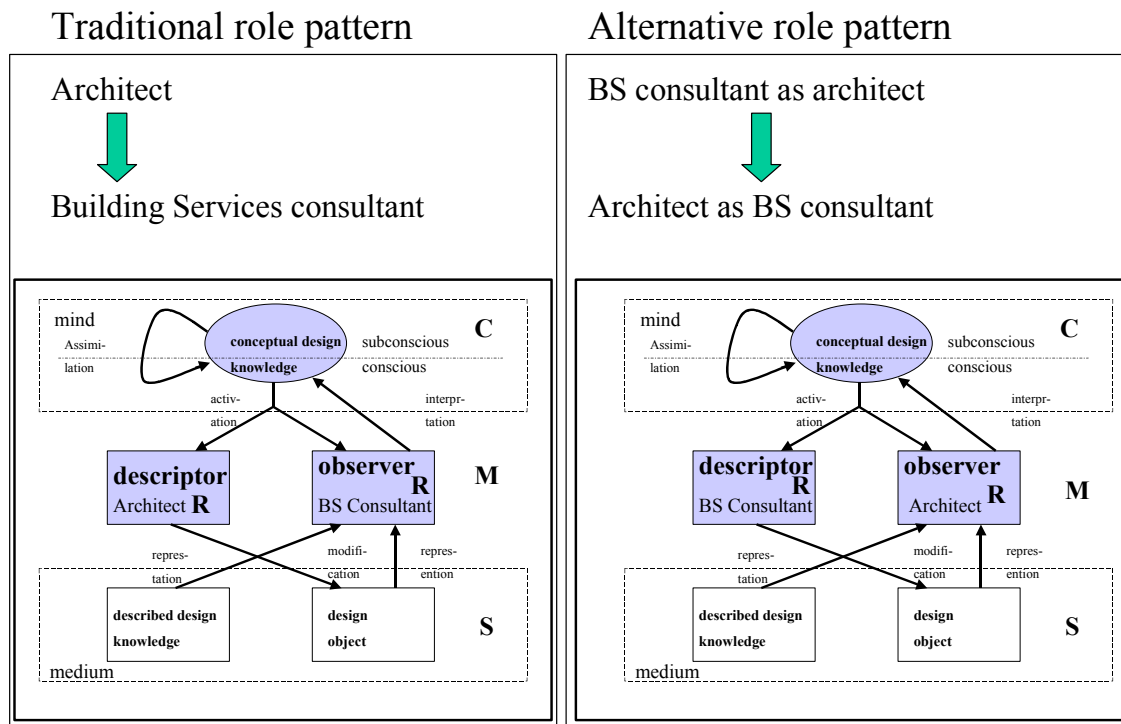 Traditional role pattern
Architect
Building Services consultant
mind
C
Assimi-
lation
conceptual design
knowledge
subconscious
conscious
activ-
ation
interpr-
tation
descriptor
Architect R
observer
R
BS Consultant
M
repres-
tation
modifi-
cation
repres-
ention
described design
knowledge
design
object
S
medium
Alternative role pattern
BS consultant as architect
Architect as BS consultant
mind
C
Assimi-
lation
conceptual design
knowledge
subconscious
conscious
activ-
ation
interpr-
tation
descriptor
R
BS Consultant
observer
R
Architect
M
repres-
tation
modifi-
cation
repres-
ention
described design
knowledge
design
object
S
medium